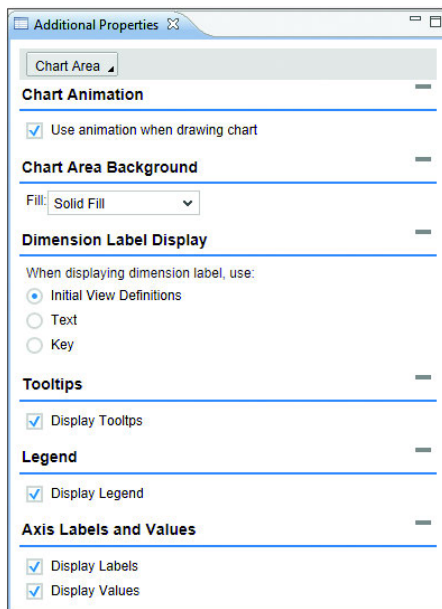 Additional Properties
Chart Area
Chart Animation
Use animation when drawing chart
Chart Area Background
Fill: Solid Fill
Dimension Label Display
When displaying dimension label, use:
Initial View Definitions
Text
Key
Tooltips
Display Tooltps
Legend
Display Legend
Axis Labels and Values
Display Labels
Display Values